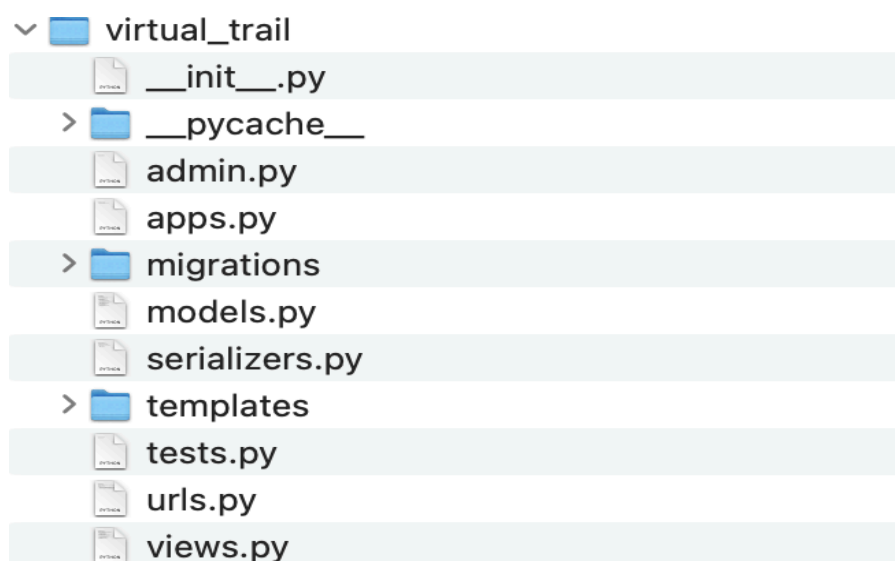 virtual_trail
__init__.py
__pycache__
admin.py
apps.py
migrations
models.py
serializers.py
templates
tests.py
urls.py
views.py